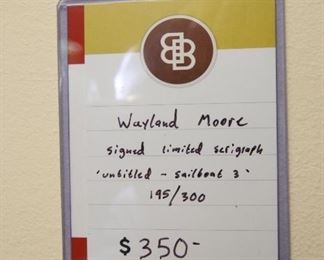 B B
Wayland Moore
signed limited serigraph
'untitled - sailboat 3'
195/300
$350-